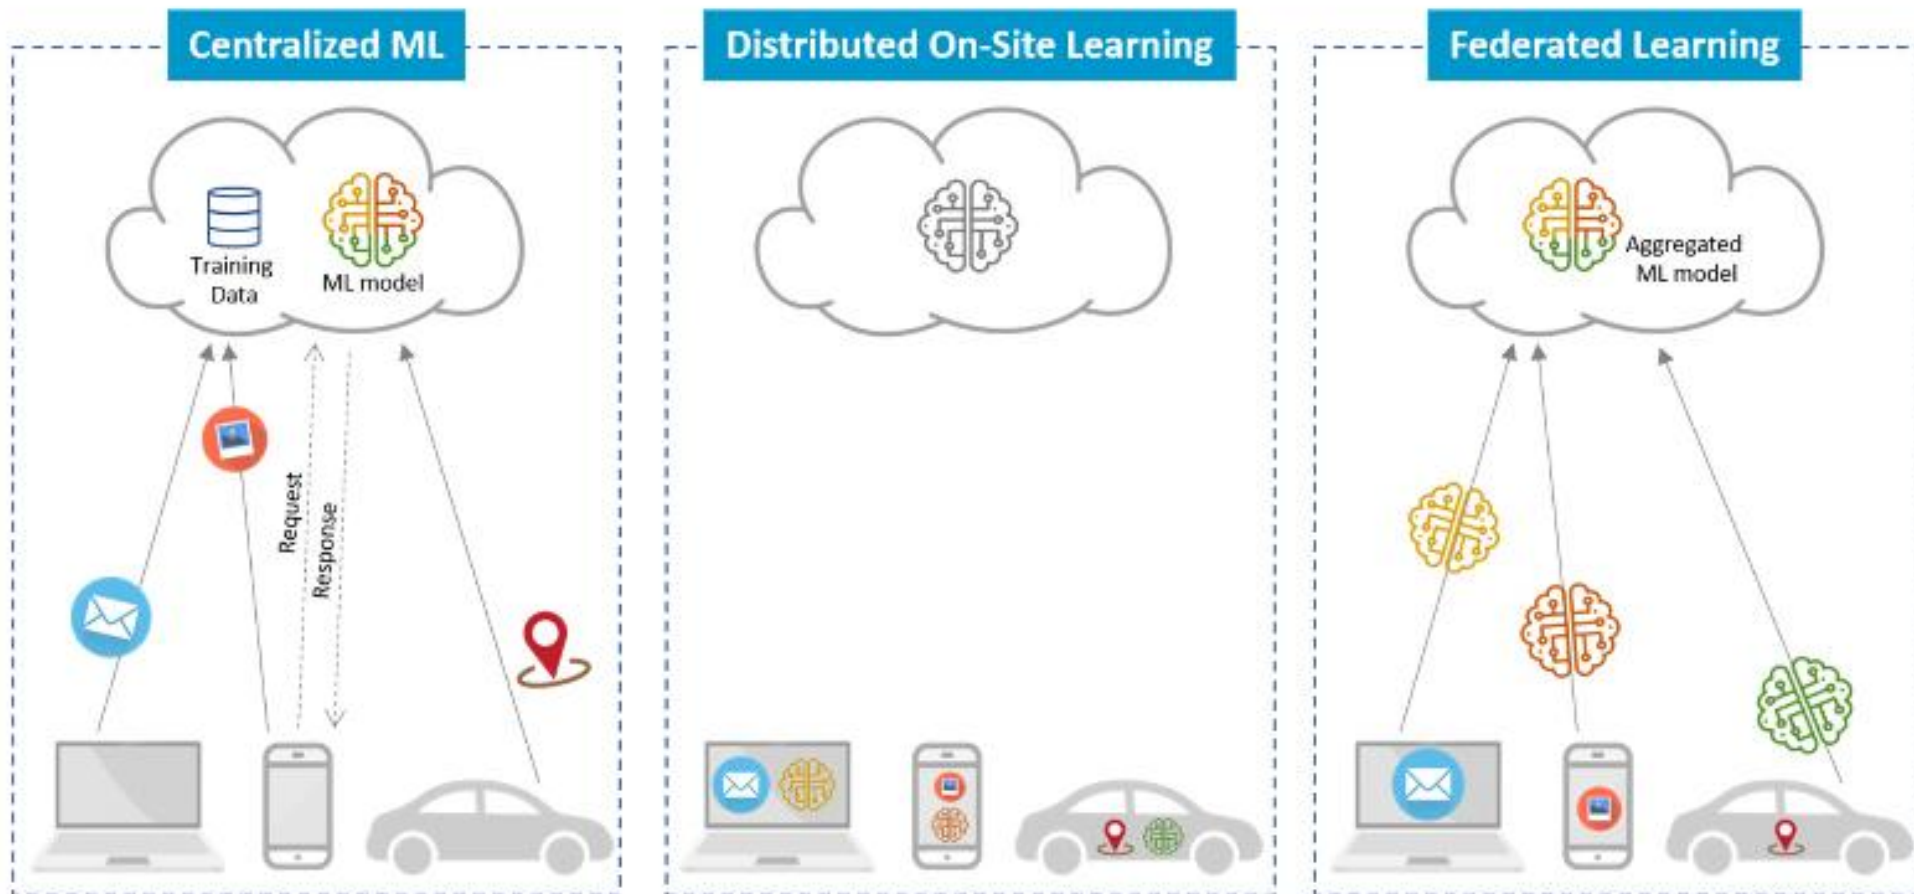 Centralized ML
Training
Data
ML model
Request
Response
Distributed On-Site Learning
Federated Learning
Aggregated
ML model